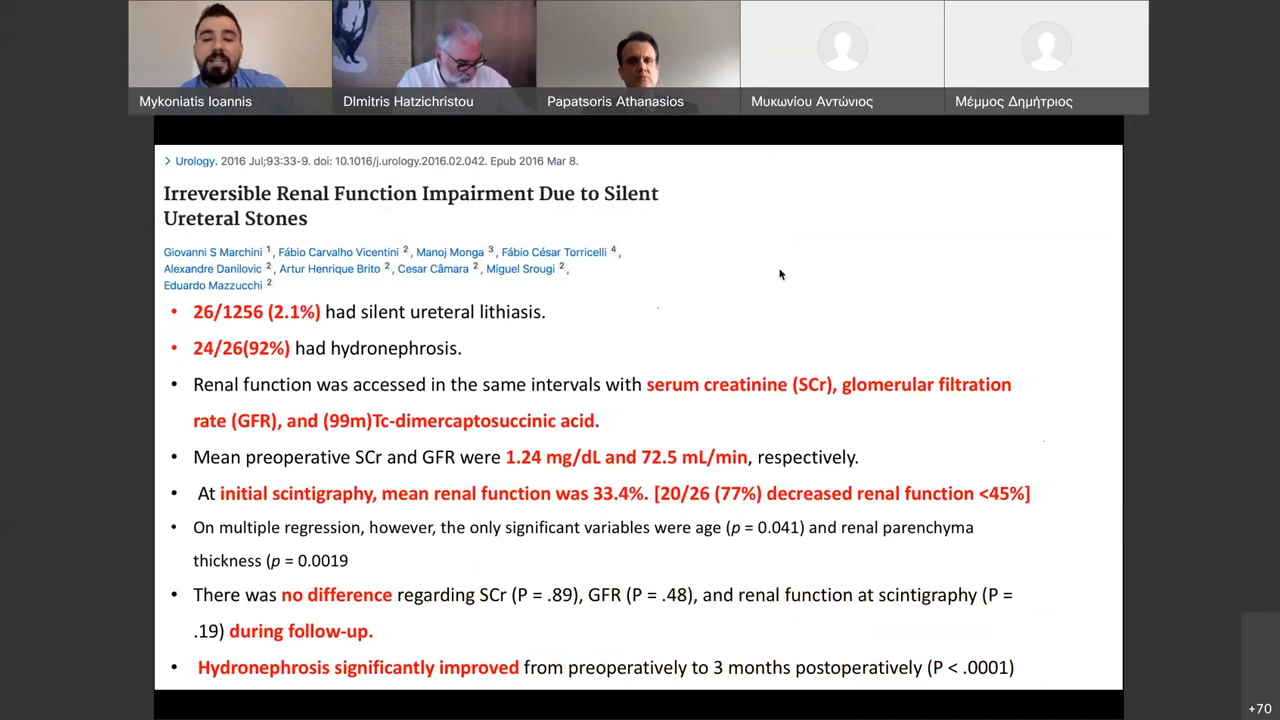 Mykoniatis Ioannis
DImitris Hatzichristou
Papatsoris Athanasios
Μυκωνίου Αντώνιος
Μέμμος Δημήτριος
> Urology. 2016 Jul;93:33-9. doi: 10.1016/j.urology.2016.02.042. Epub 2016 Mar 8.
Irreversible Renal Function Impairment Due to Silent
Ureteral Stones
Giovanni S Marchini 1, Fábio Carvalho Vicentini 2, Manoj Monga 3, Fábio César Torricelli 4,
Alexandre Danilovic 2, Artur Henrique Brito 2, Cesar Câmara 2, Miguel Srougi 2,
Eduardo Mazzucchi 2
• 26/1256 (2.1%) had silent ureteral lithiasis.
• 24/26(92%) had hydronephrosis.
• Renal function was accessed in the same intervals with serum creatinine (SCr), glomerular filtration
rate (GFR), and (99m)Tc-dimercaptosuccinic acid.
• Mean preoperative SCr and GFR were 1.24 mg/dL and 72.5 mL/min, respectively.
• At initial scintigraphy, mean renal function was 33.4%. [20/26 (77%) decreased renal function <45%]
• On multiple regression, however, the only significant variables were age (p = 0.041) and renal parenchyma
thickness (p = 0.0019
• There was no difference regarding SCr (P = .89), GFR (P = .48), and renal function at scintigraphy (P =
.19) during follow-up.
• Hydronephrosis significantly improved from preoperatively to 3 months postoperatively (P < .0001)
+70